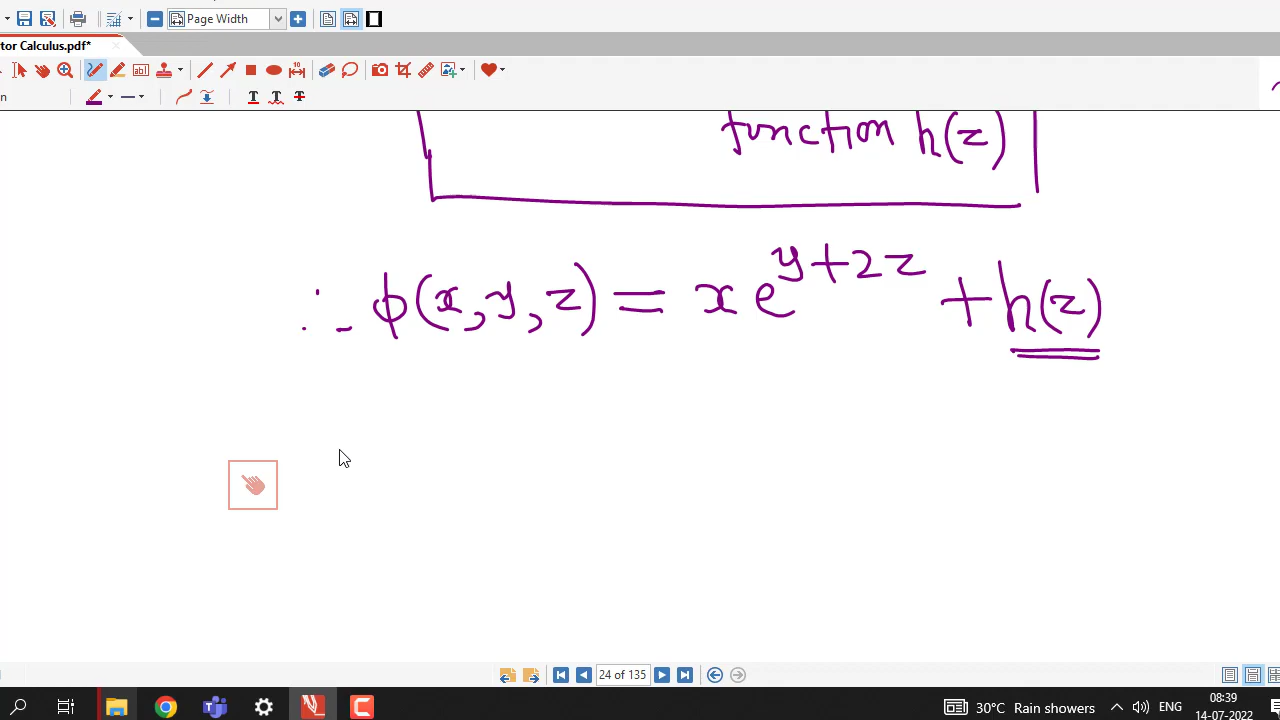 Page Width
tor Calculus.pdf*
10
T T T
n
function h(z)
∴ ϕ(x,y,z) = x e^{y+2z} + h(z)
24 of 135
30°C Rain showers
ENG
08:39
14-07-2022